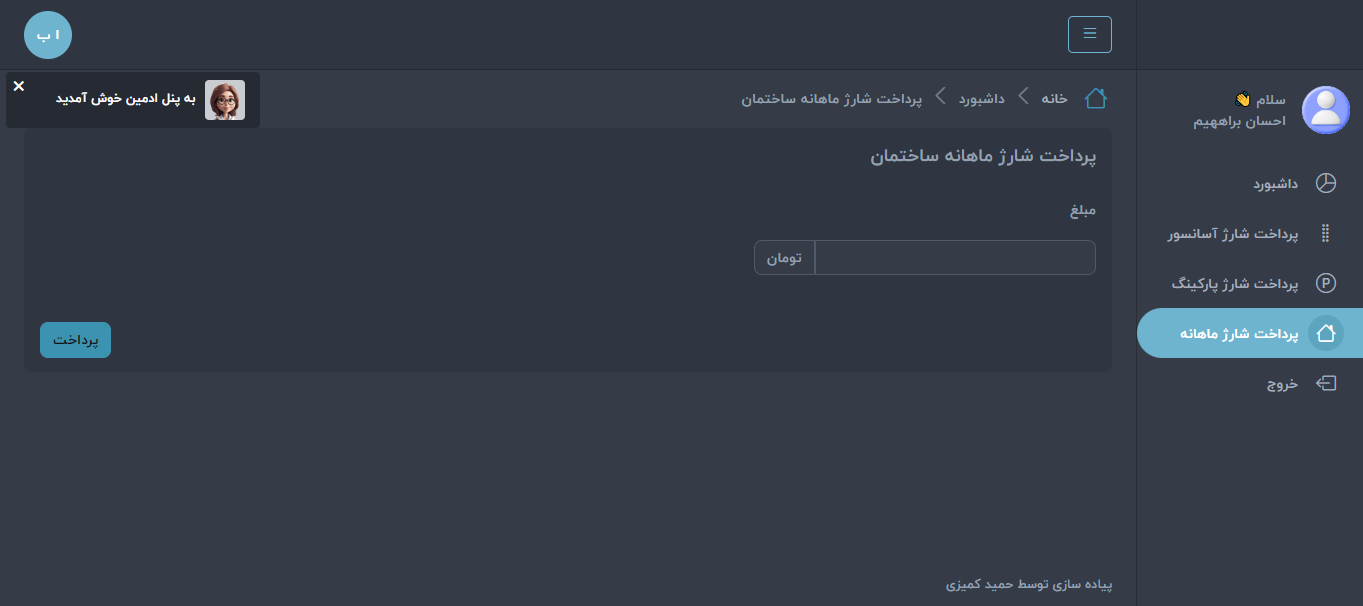 ا ب
سلام 👋
احسان براههیم
داشبورد
پرداخت شارژ آسانسور
پرداخت شارژ پارکینگ
پرداخت شارژ ماهانه
خروج
خانه
داشبورد
پرداخت شارژ ماهانه ساختمان
به پنل ادمین خوش آمدید
پرداخت شارژ ماهانه ساختمان
مبلغ
تومان
پرداخت
پیاده سازی توسط حمید کمیزی